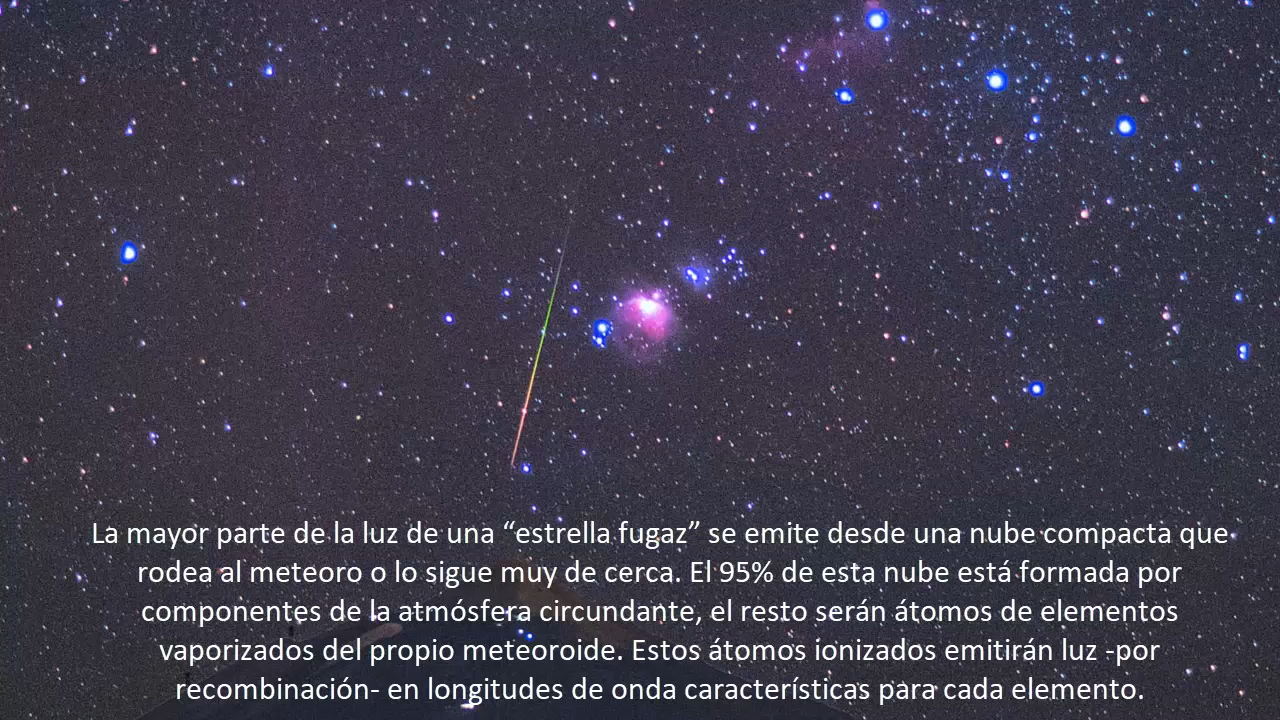 La mayor parte de la luz de una “estrella fugaz” se emite desde una nube compacta que
rodea al meteoro o lo sigue muy de cerca. El 95% de esta nube está formada por
componentes de la atmósfera circundante, el resto serán átomos de elementos
vaporizados del propio meteoroide. Estos átomos ionizados emitirán luz -por
recombinación- en longitudes de onda características para cada elemento.